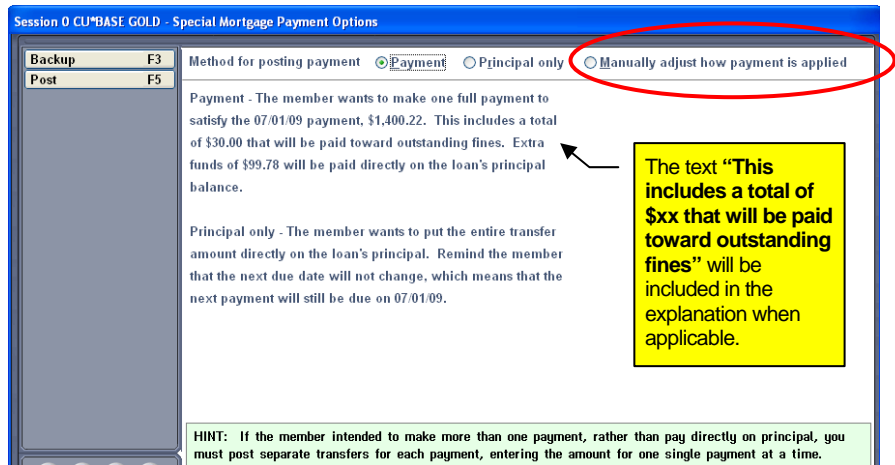 Session 0 CU*BASE GOLD - Special Mortgage Payment Options
Backup F3
Post F5
Method for posting payment Payment Principal only Manually adjust how payment is applied
Payment - The member wants to make one full payment to
satisfy the 07/01/09 payment, $1,400.22. This includes a total
of $30.00 that will be paid toward outstanding fines. Extra
funds of $99.78 will be paid directly on the loan's principal
balance.
Principal only - The member wants to put the entire transfer
amount directly on the loan's principal. Remind the member
that the next due date will not change, which means that the
next payment will still be due on 07/01/09.
The text “This
includes a total of
$xx that will be paid
toward outstanding
fines” will be
included in the
explanation when
applicable.
HINT: If the member intended to make more than one payment, rather than pay directly on principal, you
must post separate transfers for each payment, entering the amount for one single payment at a time.